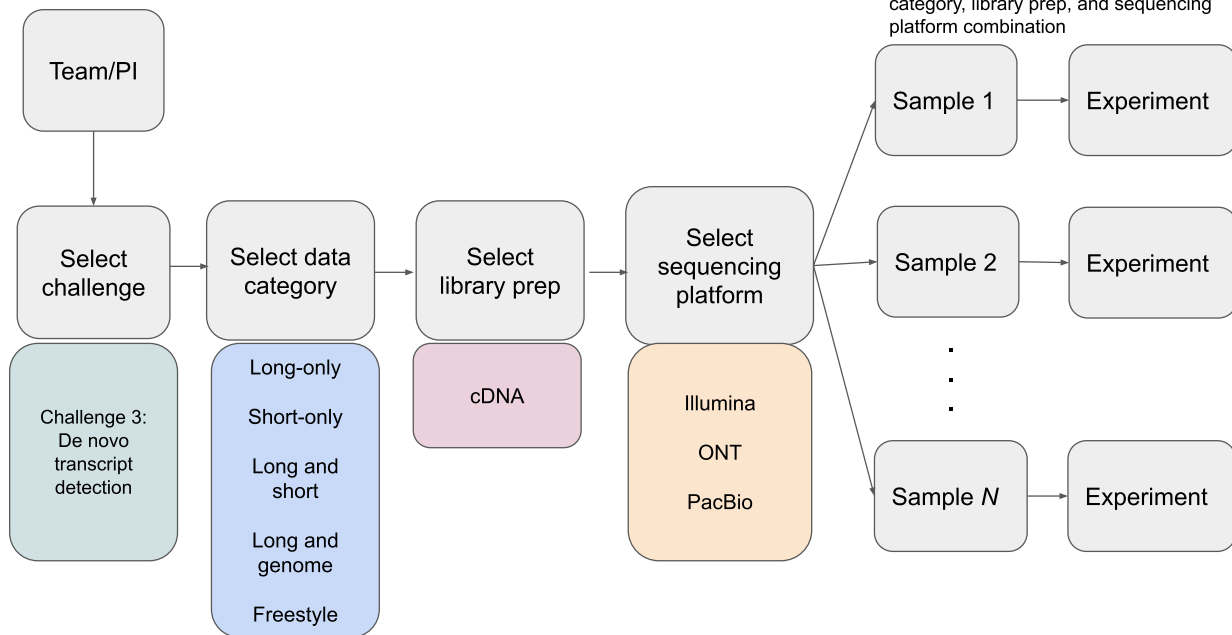 category, library prep, and sequencing
platform combination
Team/PI
Sample 1
Experiment
Select
challenge
Select data
category
Select
library prep
Select
sequencing
platform
Sample 2
Experiment
Challenge 3:
De novo
transcript
detection
Long-only
Short-only
Long and
short
Long and
genome
Freestyle
cDNA
Illumina
ONT
PacBio
Sample N
Experiment